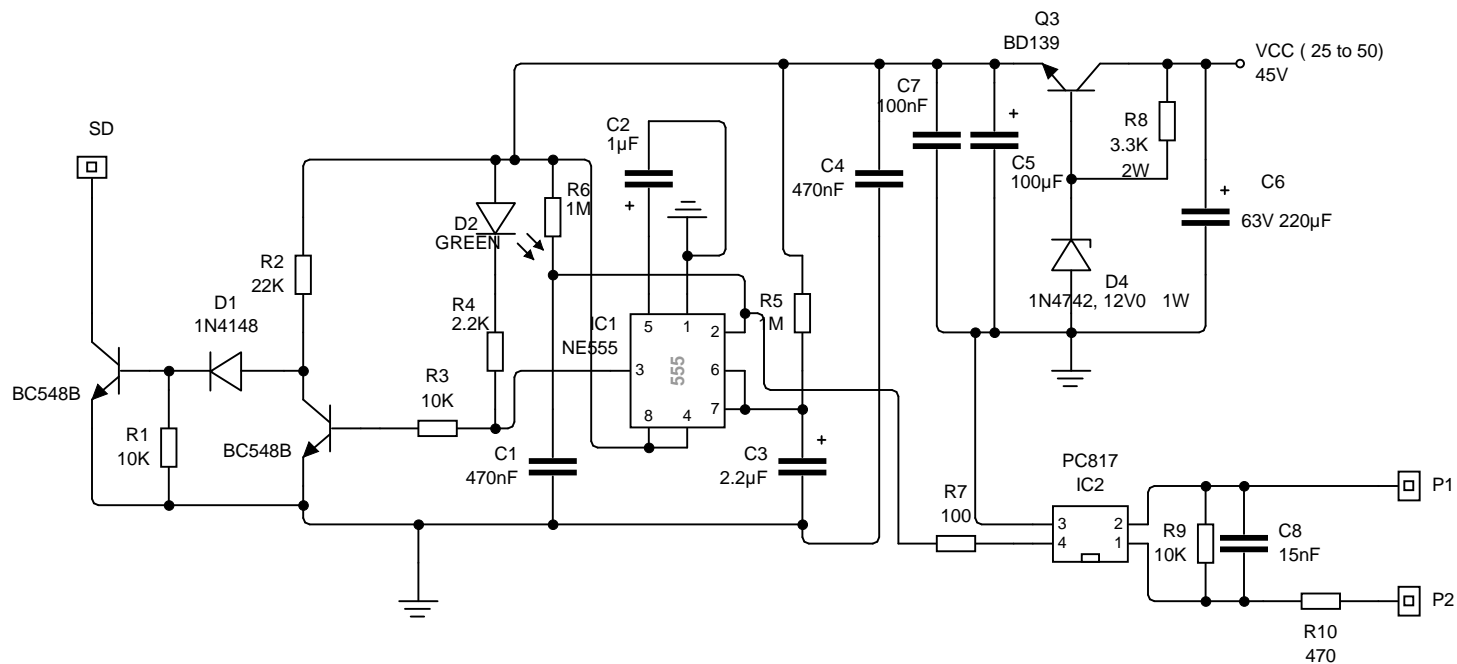 Q3
BD139
VCC ( 25 to 50)
45V
C7
100nF
C2
1µF
+
R8
3.3K
2W
SD
C4
470nF
C5
100µF
+
C6
63V 220µF
+
R6
1M
+
D2
GREEN
R2
22K
D4
1N4742, 12V0 1W
D1
1N4148
R4
2.2K
R5
1M
IC1
NE555
5
1
2
3
555
6
7
8
4
BC548B
R3
10K
R1
10K
BC548B
C1
470nF
C3
2.2µF
+
PC817
IC2
P1
R7
100
3
2
4
1
R9
10K
C8
15nF
P2
R10
470